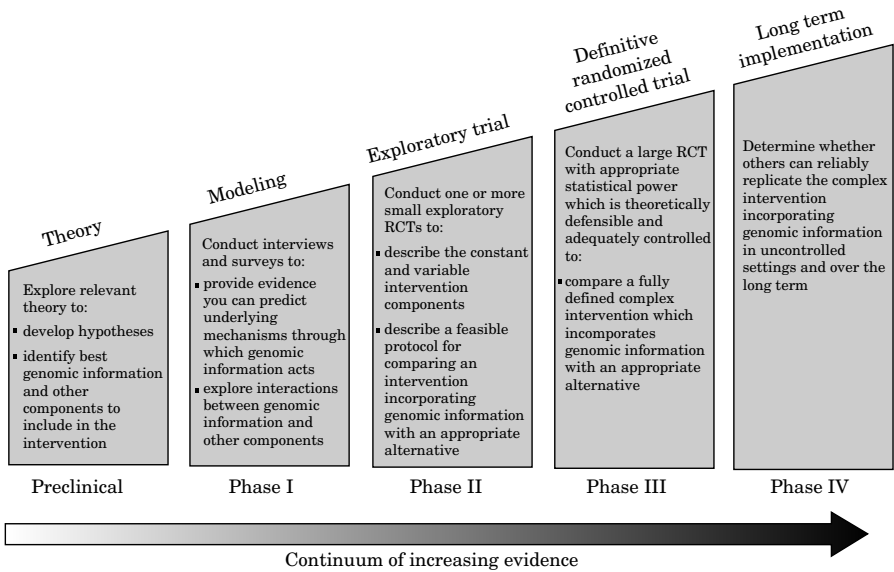 Theory
Explore relevant
theory to:
▪ develop hypotheses
▪ identify best
genomic information
and other
components to
include in the
intervention
Preclinical
Modeling
Conduct interviews
and surveys to:
▪ provide evidence
you can predict
underlying
mechanisms through
which genomic
information acts
▪ explore interactions
between genomic
information and
other components
Phase I
Exploratory trial
Conduct one or more
small exploratory
RCTs to:
▪ describe the constant
and variable
intervention
components
▪ describe a feasible
protocol for
comparing an
intervention
incorporating
genomic information
with an appropriate
alternative
Phase II
Definitive
randomized
controlled trial
Conduct a large RCT
with appropriate
statistical power
which is theoretically
defensible and
adequately controlled
to:
▪ compare a fully
defined complex
intervention which
incorporates
genomic information
with an appropriate
alternative
Phase III
Long term
implementation
Determine whether
others can reliably
replicate the complex
intervention
incorporating
genomic information
in uncontrolled
settings and over the
long term
Phase IV
Continuum of increasing evidence